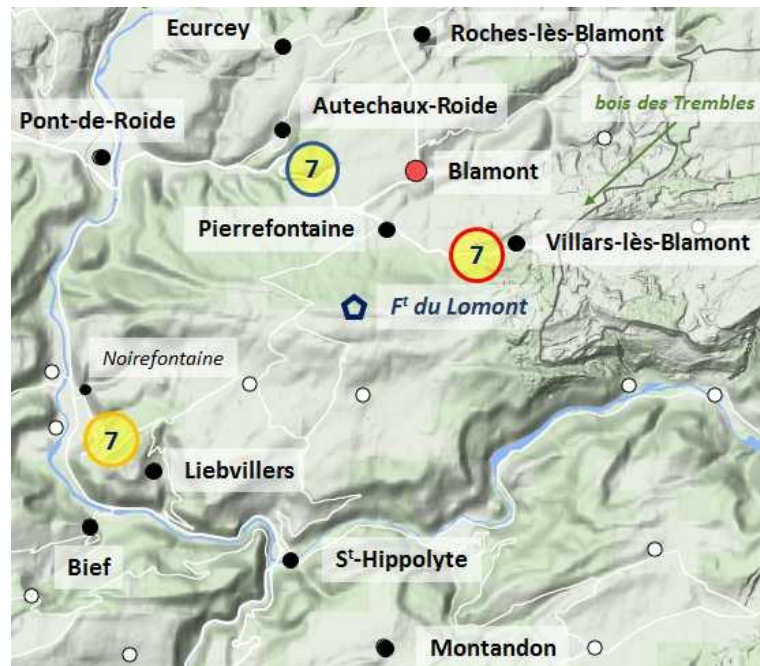 Ecurcey
Roches-lès-Blamont
bois des Trembles
Autechaux-Roide
Pont-de-Roide
7
Blamont
Pierrefontaine
7
Villars-lès-Blamont
Fᵗ du Lomont
Noirefontaine
7
Liebvillers
Bief
Sᵗ-Hippolyte
Montandon